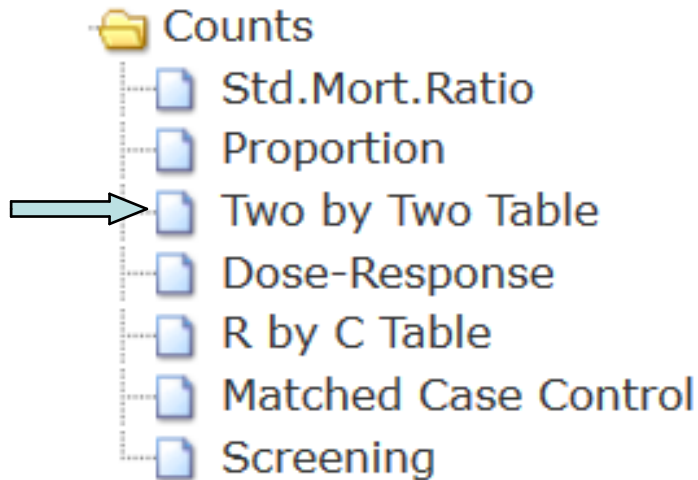 Counts
Std.Mort.Ratio
Proportion
Two by Two Table
Dose-Response
R by C Table
Matched Case Control
Screening